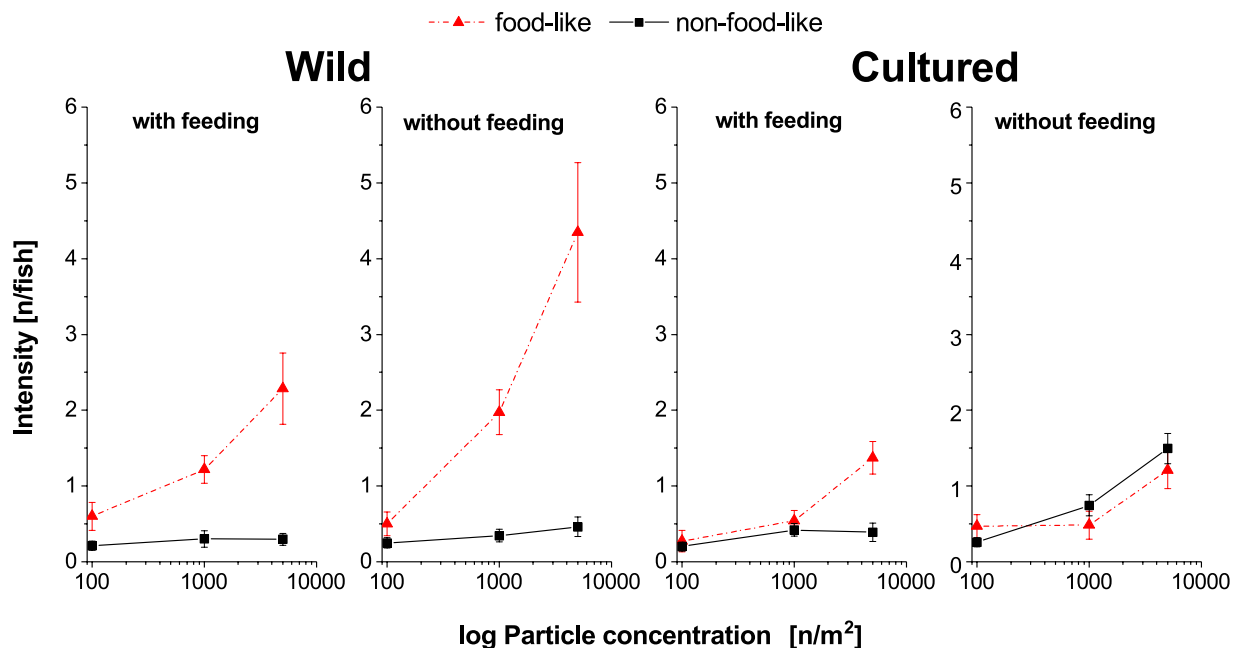 food-like non-food-like
Wild Cultured
with feeding without feeding with feeding without feeding
Intensity [n/fish]
6 6 6 6
5 5 5 5
4 4 4 4
3 3 3 3
2 2 2 2
1 1 1 1
0 0 0 0
100 1000 10000 100 1000 10000 100 1000 10000 100 1000 10000
log Particle concentration [n/m²]